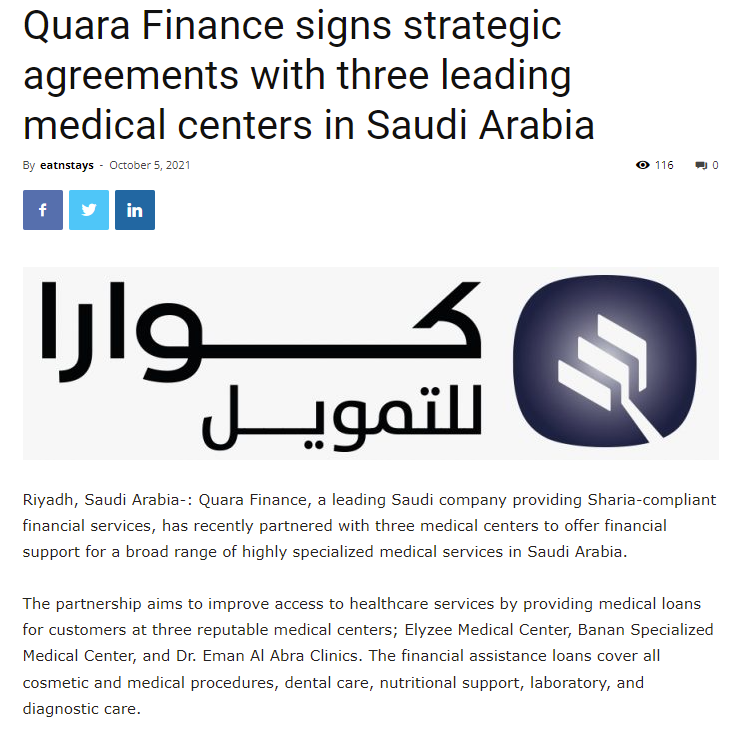 Quara Finance signs strategic
agreements with three leading
medical centers in Saudi Arabia
By eatnstays - October 5, 2021
116
0
f
in
كـــوارا
للتمويـــل
Riyadh, Saudi Arabia-: Quara Finance, a leading Saudi company providing Sharia-compliant
financial services, has recently partnered with three medical centers to offer financial
support for a broad range of highly specialized medical services in Saudi Arabia.
The partnership aims to improve access to healthcare services by providing medical loans
for customers at three reputable medical centers; Elyzee Medical Center, Banan Specialized
Medical Center, and Dr. Eman Al Abra Clinics. The financial assistance loans cover all
cosmetic and medical procedures, dental care, nutritional support, laboratory, and
diagnostic care.